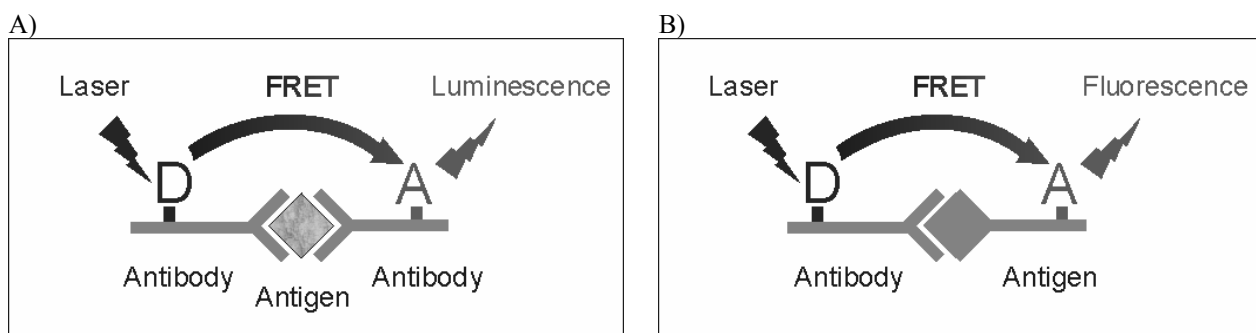 A)
Laser
FRET
Luminescence
D
A
Antibody
Antigen
Antibody
B)
Laser
FRET
Fluorescence
D
A
Antibody
Antigen